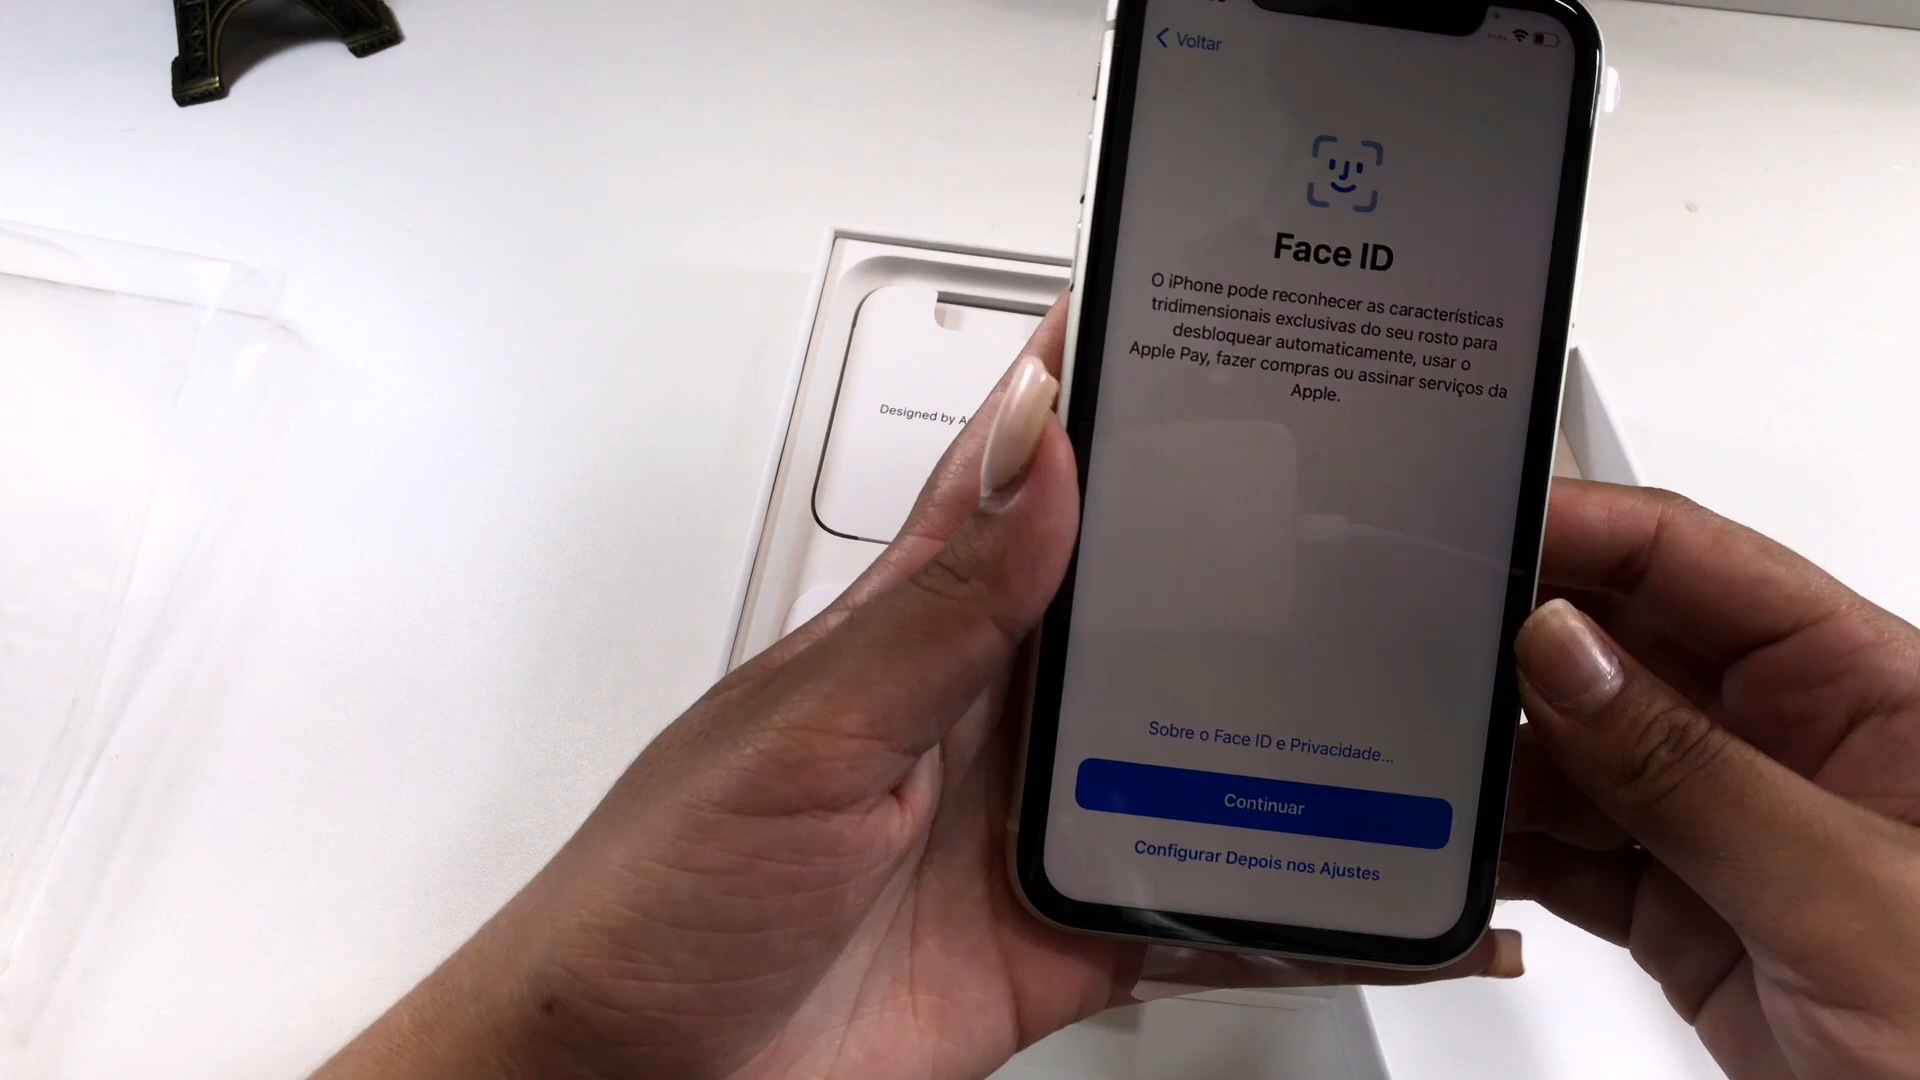 Voltar
Face ID
O iPhone pode reconhecer as características
tridimensionais exclusivas do seu rosto para
desbloquear automaticamente, usar o
Apple Pay, fazer compras ou assinar serviços da
Apple.
Designed by
Sobre o Face ID e Privacidade...
Continuar
Configurar Depois nos Ajustes